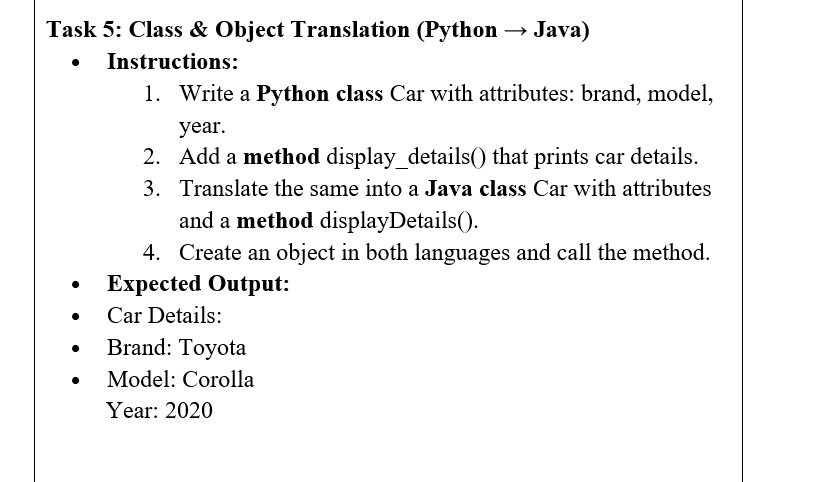 Task 5: Class & Object Translation (Python → Java)
• Instructions:
1. Write a Python class Car with attributes: brand, model,
year.
2. Add a method display_details() that prints car details.
3. Translate the same into a Java class Car with attributes
and a method displayDetails().
4. Create an object in both languages and call the method.
• Expected Output:
• Car Details:
• Brand: Toyota
• Model: Corolla
Year: 2020